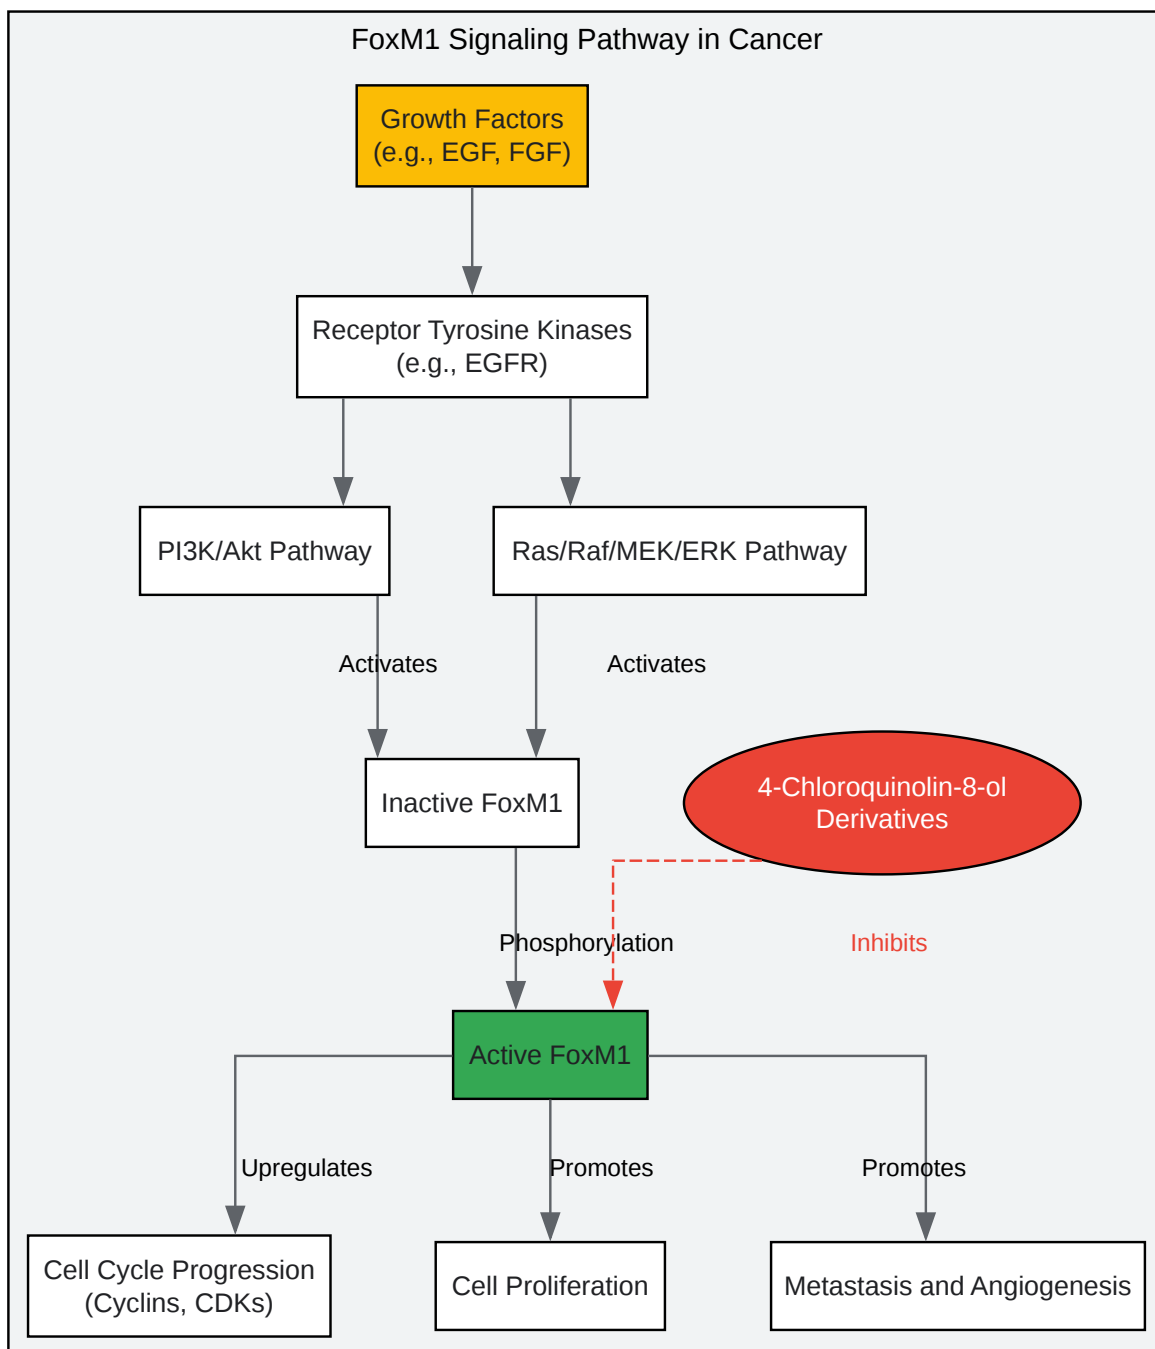 FoxM1 Signaling Pathway in Cancer
Growth Factors
(e.g., EGF, FGF)
Receptor Tyrosine Kinases
(e.g., EGFR)
PI3K/Akt Pathway
Ras/Raf/MEK/ERK Pathway
Activates
Activates
Inactive FoxM1
4-Chloroquinolin-8-ol
Derivatives
Phosphorylation
Inhibits
Active FoxM1
Upregulates
Promotes
Promotes
Cell Cycle Progression
(Cyclins, CDKs)
Cell Proliferation
Metastasis and Angiogenesis